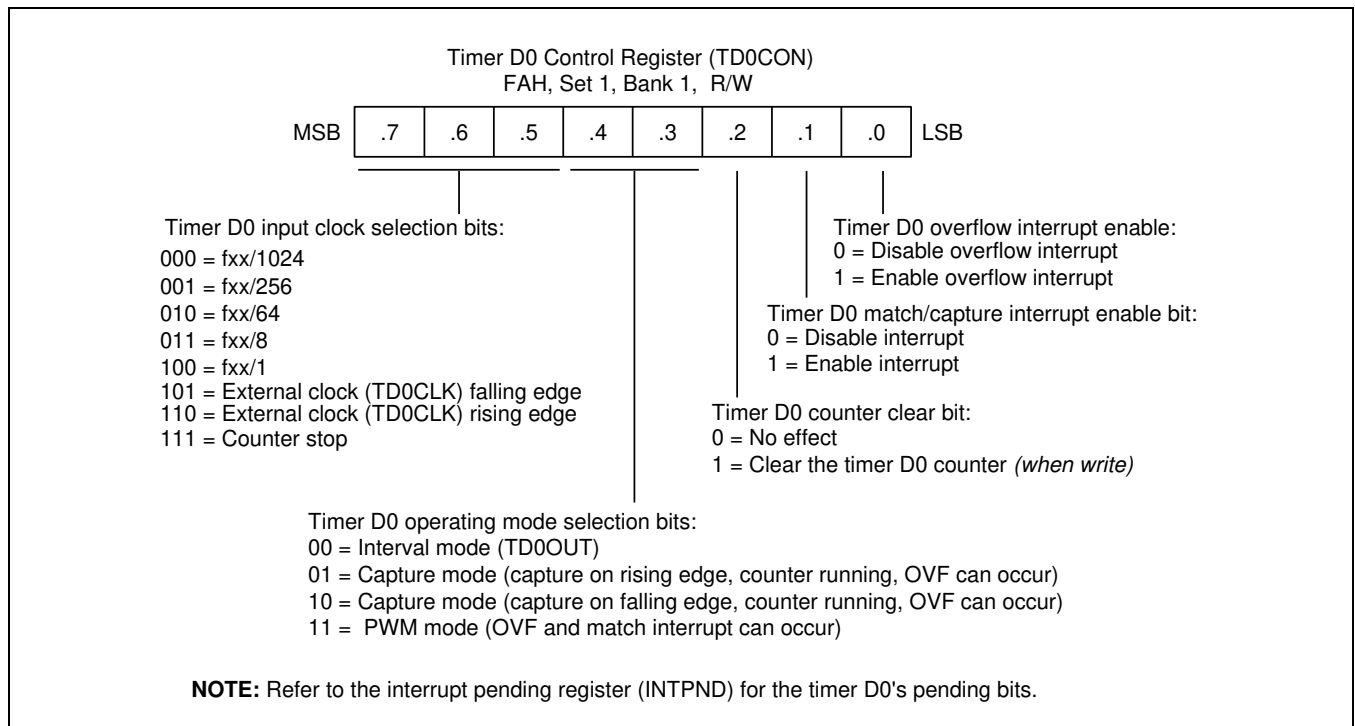 Timer D0 Control Register (TD0CON)
FAH, Set 1, Bank 1, R/W
MSB .7 .6 .5 .4 .3 .2 .1 .0 LSB
Timer D0 input clock selection bits:
000 = fxx/1024
001 = fxx/256
010 = fxx/64
011 = fxx/8
100 = fxx/1
101 = External clock (TD0CLK) falling edge
110 = External clock (TD0CLK) rising edge
111 = Counter stop
Timer D0 overflow interrupt enable:
0 = Disable overflow interrupt
1 = Enable overflow interrupt
Timer D0 match/capture interrupt enable bit:
0 = Disable interrupt
1 = Enable interrupt
Timer D0 counter clear bit:
0 = No effect
1 = Clear the timer D0 counter (when write)
Timer D0 operating mode selection bits:
00 = Interval mode (TD0OUT)
01 = Capture mode (capture on rising edge, counter running, OVF can occur)
10 = Capture mode (capture on falling edge, counter running, OVF can occur)
11 = PWM mode (OVF and match interrupt can occur)
NOTE: Refer to the interrupt pending register (INTPND) for the timer D0's pending bits.